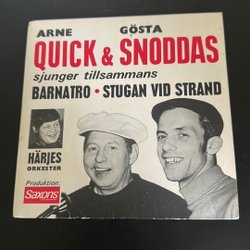 ARNE GÖSTA
QUICK & SNODDAS
sjunger tillsammans
BARNATRO • STUGAN VID STRAND
HÄRJES
ORKESTER
Produktion:
Saxons